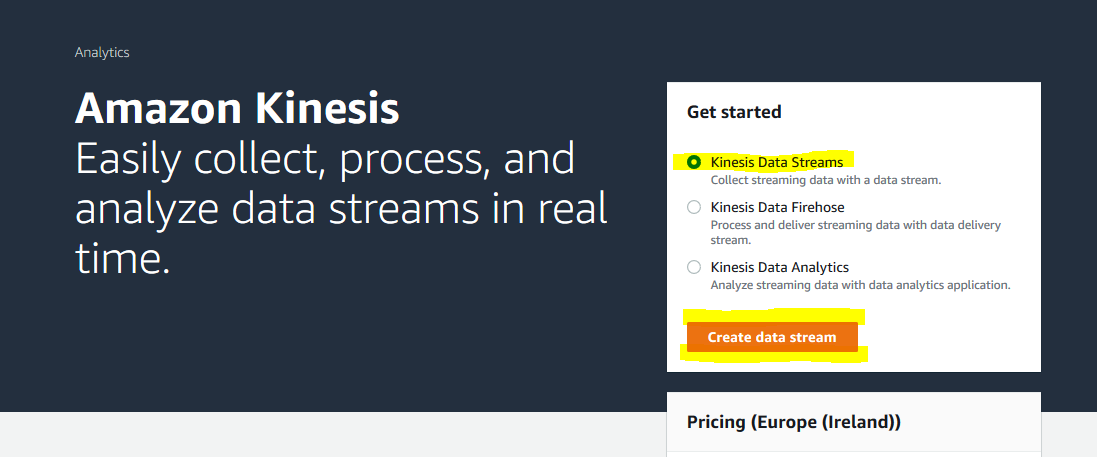 Analytics
Amazon Kinesis
Easily collect, process, and
analyze data streams in real
time.
Get started
Kinesis Data Streams
Collect streaming data with a data stream.
Kinesis Data Firehose
Process and deliver streaming data with data delivery
stream.
Kinesis Data Analytics
Analyze streaming data with data analytics application.
Create data stream
Pricing (Europe (Ireland))